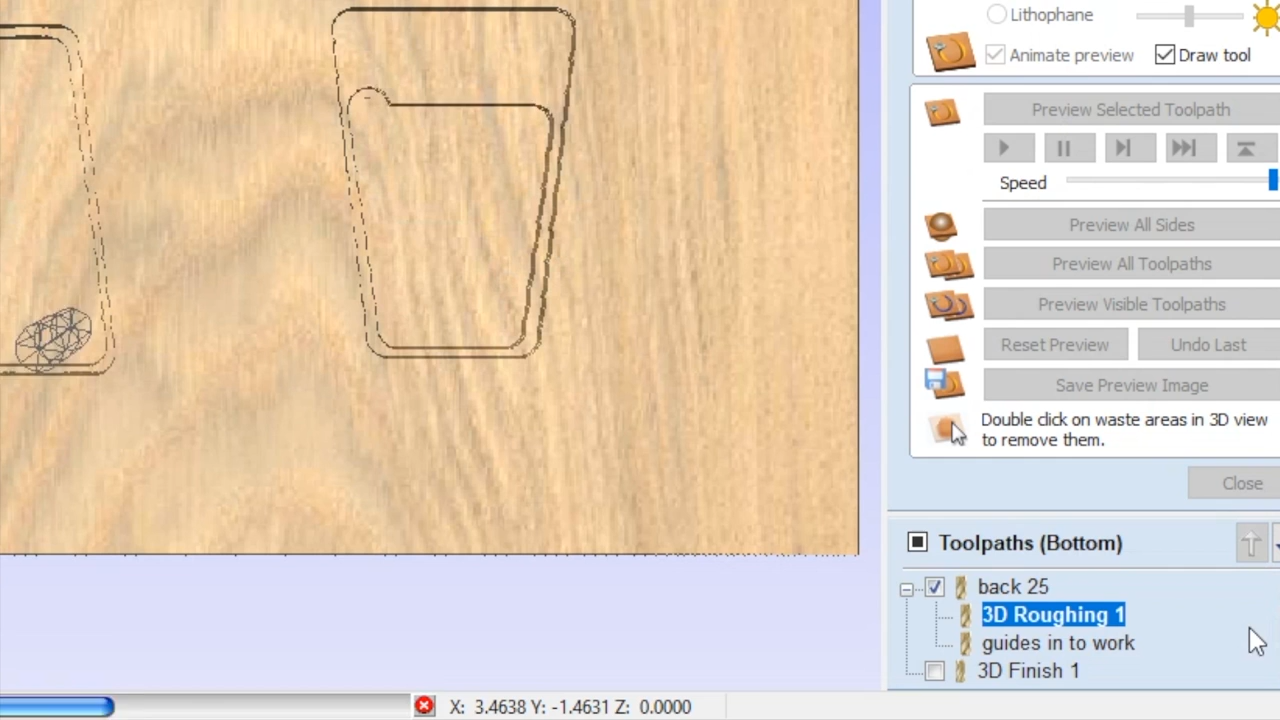 Lithophane
Animate preview
Draw tool
Preview Selected Toolpath
Speed
Preview All Sides
Preview All Toolpaths
Preview Visible Toolpaths
Reset Preview
Undo Last
Save Preview Image
Double click on waste areas in 3D view
to remove them.
Close
Toolpaths (Bottom)
back 25
3D Roughing 1
guides in to work
3D Finish 1
X: 3.4638 Y: -1.4631 Z: 0.0000